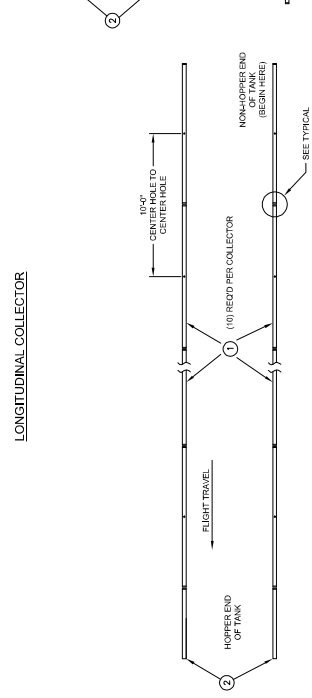 LONGITUDINAL COLLECTOR
2
10'-0"
CENTER HOLE TO
CENTER HOLE
NON-HOPPER END
OF TANK
(BEGIN HERE)
SEE TYPICAL
(10) REQ'D PER COLLECTOR
1
FLIGHT TRAVEL
HOPPER END
OF TANK
2